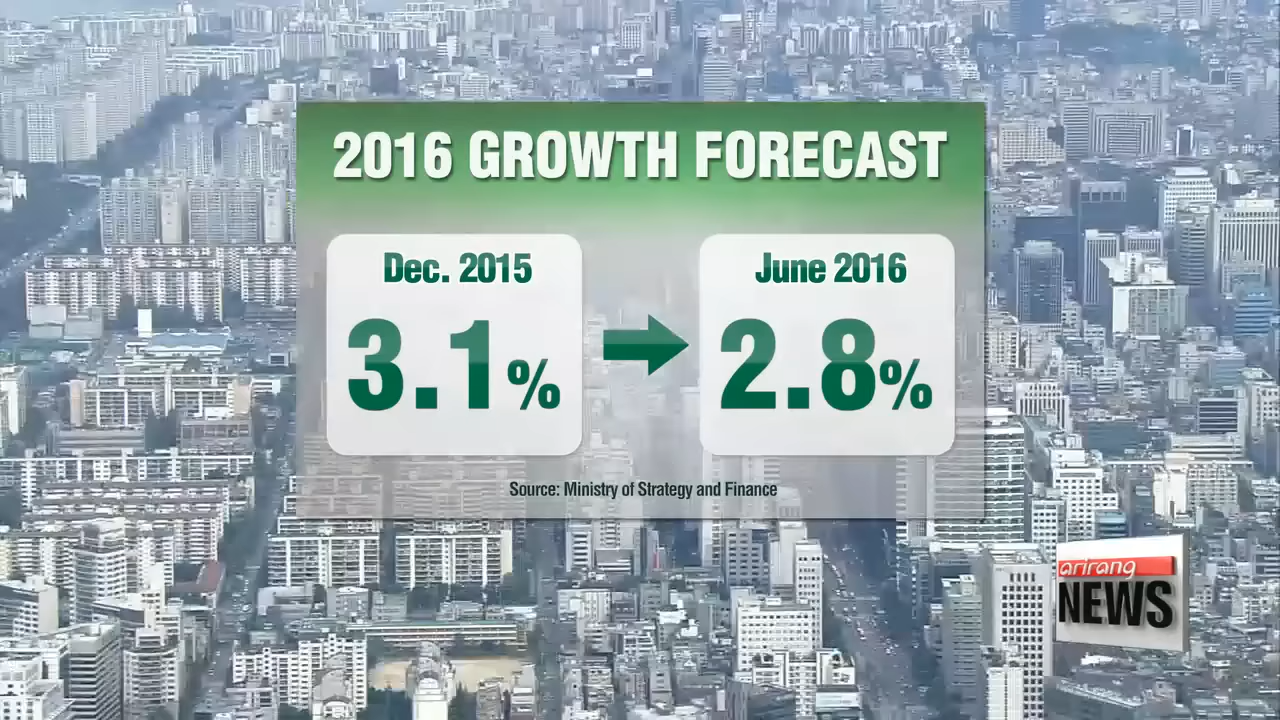 2016 GROWTH FORECAST
Dec. 2015
3.1%
June 2016
2.8%
Source: Ministry of Strategy and Finance
arirang
NEWS